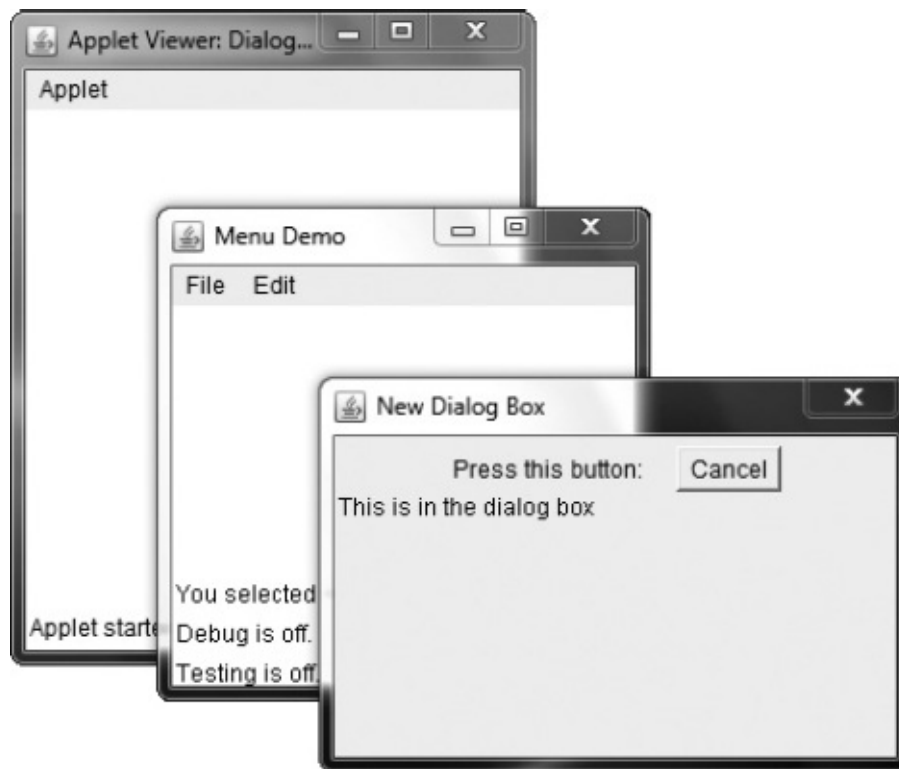 Applet Viewer: Dialog...
Applet
Menu Demo
File Edit
New Dialog Box
Press this button: Cancel
This is in the dialog box
You selected
Debug is off.
Testing is off.
Applet starte